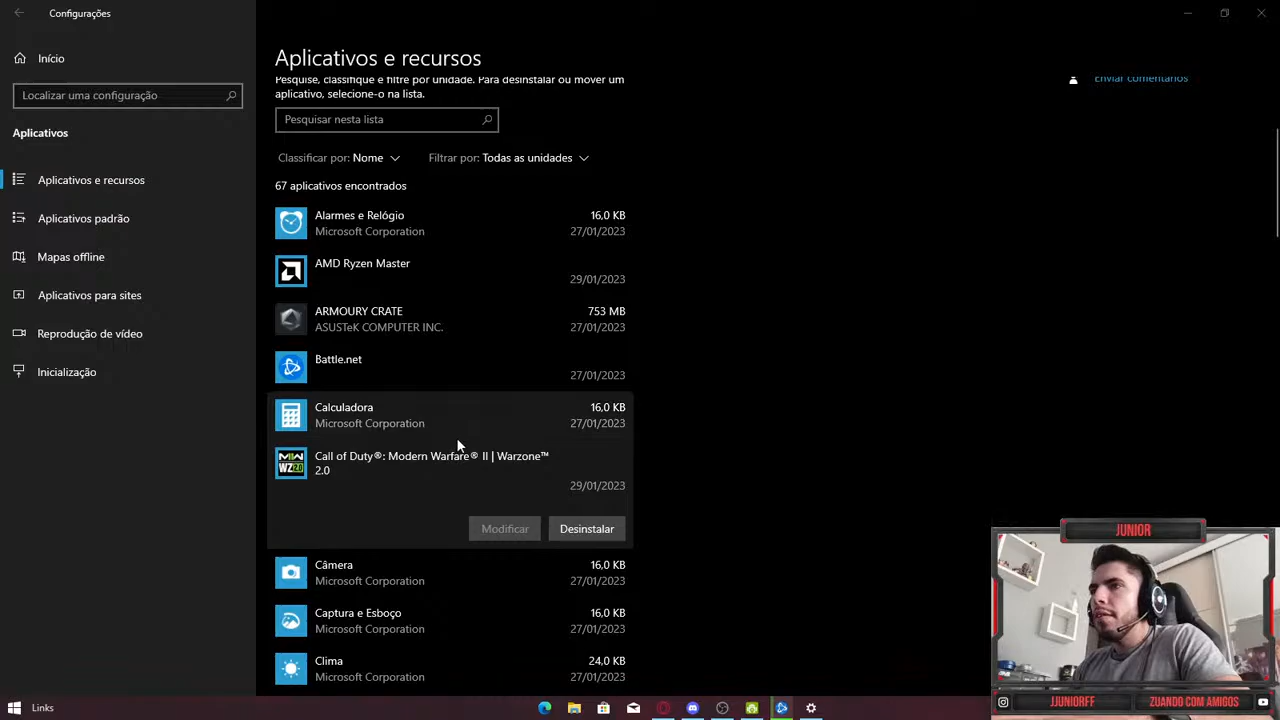 Configurações
Início
Localizar uma configuração
Aplicativos
Aplicativos e recursos
Aplicativos padrão
Mapas offline
Aplicativos para sites
Reprodução de vídeo
Inicialização
Aplicativos e recursos
Pesquise, classifique e filtre por unidade. Para desinstalar ou mover um
aplicativo, selecione-o na lista.
Enviar comentários
Pesquisar nesta lista
Classificar por: Nome Filtrar por: Todas as unidades
67 aplicativos encontrados
Alarmes e Relógio 16,0 KB
Microsoft Corporation 27/01/2023
AMD Ryzen Master
29/01/2023
ARMOURY CRATE 753 MB
ASUSTeK COMPUTER INC. 27/01/2023
Battle.net
27/01/2023
Calculadora 16,0 KB
Microsoft Corporation 27/01/2023
MW
WZ2.0
Call of Duty®: Modern Warfare® II | Warzone™
2.0
29/01/2023
Modificar Desinstalar
Câmera 16,0 KB
Microsoft Corporation 27/01/2023
Captura e Esboço 16,0 KB
Microsoft Corporation 27/01/2023
Clima 24,0 KB
Microsoft Corporation 27/01/2023
JUNIOR
JJUNIORFF ZUANDO COM AMIGOS
Links